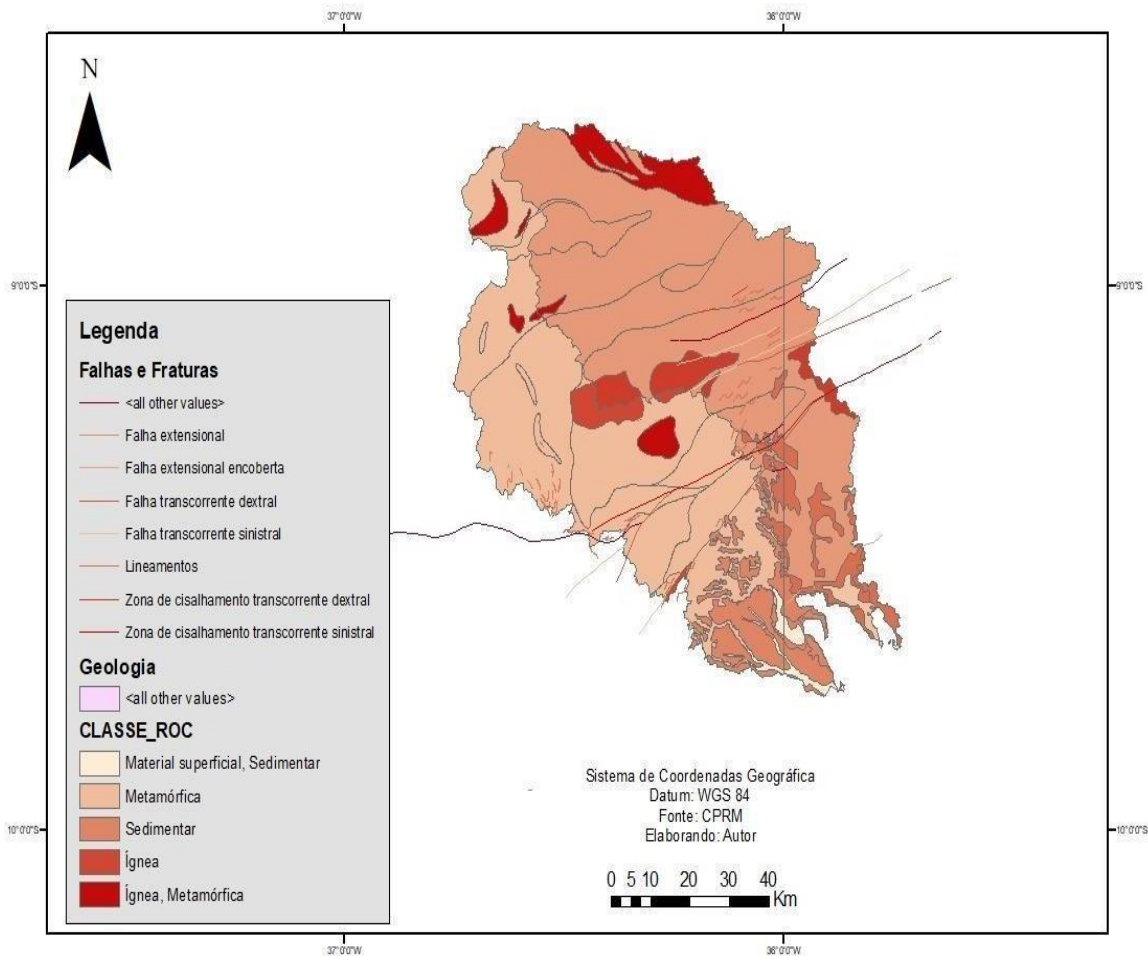 37°0'0"W
36°0'0"W
N
9°0'0"S
9°0'0"S
Legenda
Falhas e Fraturas
<all other values>
Falha extensional
Falha extensional encoberta
Falha transcorrente dextral
Falha transcorrente sinistral
Lineamentos
Zona de cisalhamento transcorrente dextral
Zona de cisalhamento transcorrente sinistral
Geologia
<all other values>
CLASSE_ROC
Material superficial, Sedimentar
Metamórfica
Sedimentar
Ígnea
Ígnea, Metamórfica
Sistema de Coordenadas Geográfica
Datum: WGS 84
Fonte: CPRM
Elaborando: Autor
0 5 10 20 30 40
Km
10°0'0"S
10°0'0"S
37°0'0"W
36°0'0"W